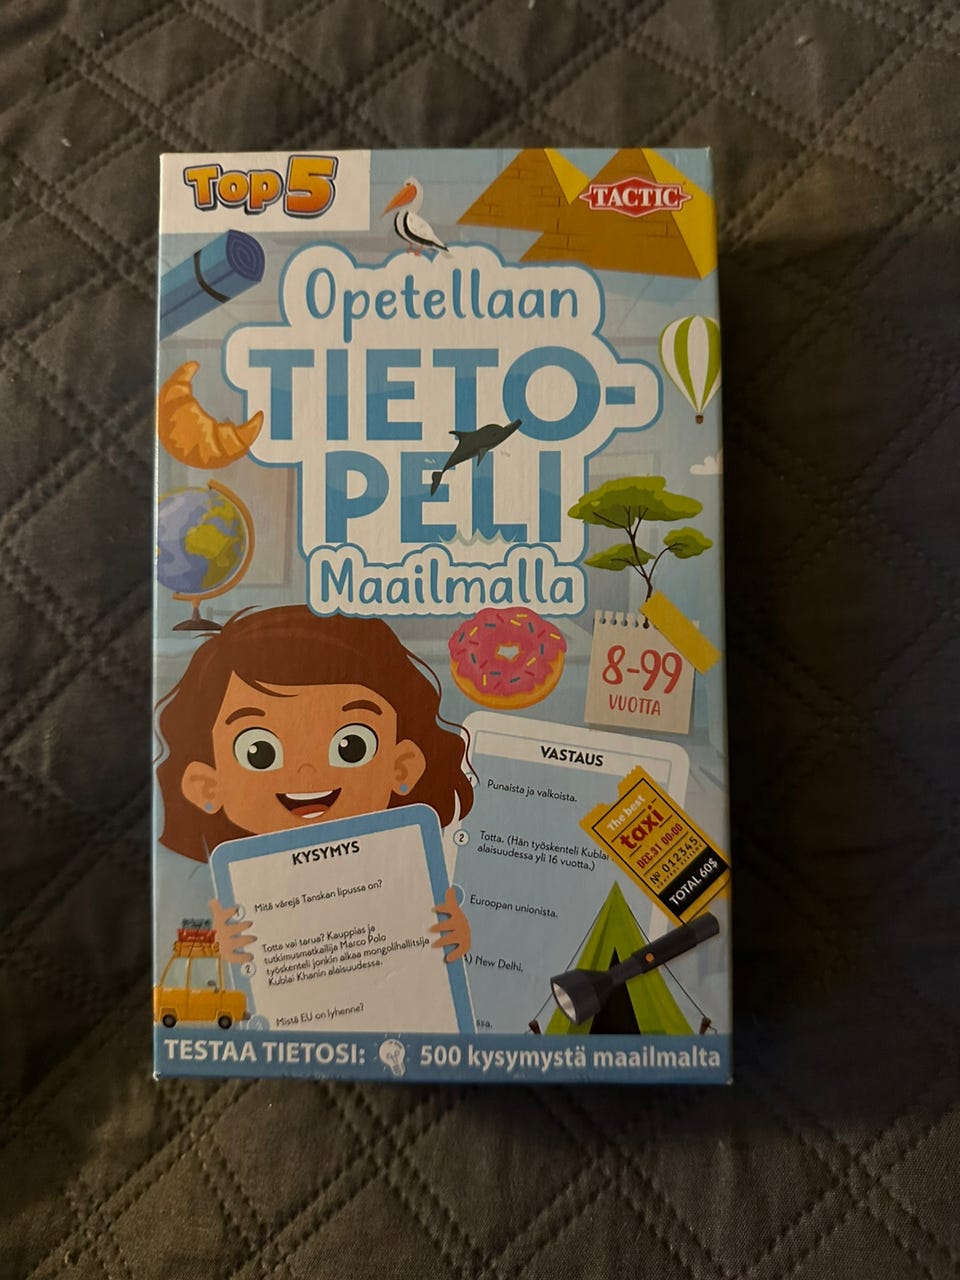 Top 5
TACTIC
Opetellaan
TIETO-
PELI
Maailmalla
8-99
VUOTTA
VASTAUS
Punaista ja valkoista.
2 Totta. (Hän työskenteli Kublai
alaisuudessa yli 16 vuotta.)
Euroopan unionista.
) New Delhi,
The best
taxi
DEC.31 00:00
Nº 012345
TOTAL 60$
KYSYMYS
Mitä värejä Tanskan lipussa on?
2 Totta vai tarua? Kauppias ja
tutkimusmatkailija Marco Polo
työskenteli jonkin aikaa mongolihallitsija
Kublai Khanin alaisuudessa.
Mistä EU on lyhenne?
TESTAA TIETOSI: 500 kysymystä maailmalta